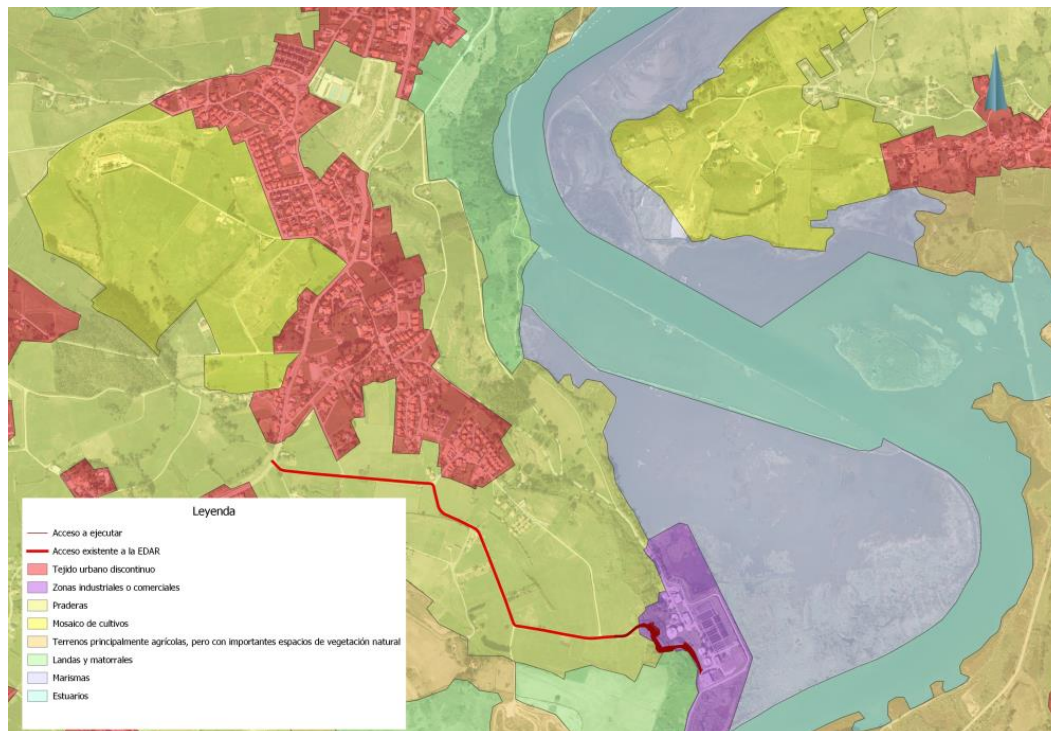 Leyenda
Acceso a ejecutar
Acceso existente a la EDAR
Tejido urbano discontinuo
Zonas industriales o comerciales
Praderas
Mosaico de cultivos
Terrenos principalmente agrícolas, pero con importantes espacios de vegetación natural
Landas y matorrales
Marismas
Estuarios